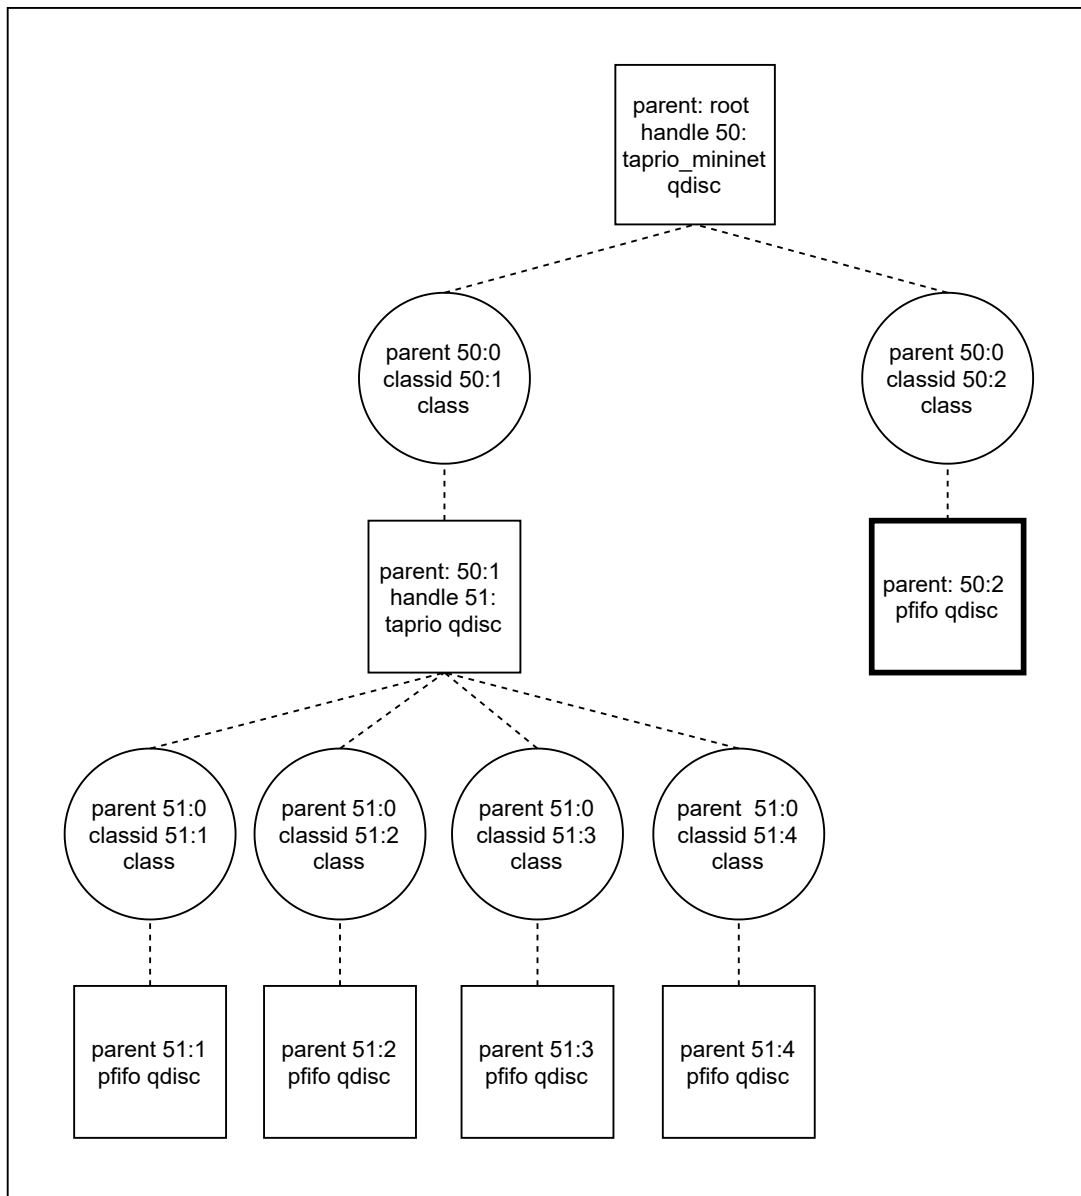 parent: root
handle 50:
taprio_mininet
qdisc
parent 50:0
classid 50:1
class
parent 50:0
classid 50:2
class
parent: 50:1
handle 51:
taprio qdisc
parent: 50:2
pfifo qdisc
parent 51:0
classid 51:1
class
parent 51:0
classid 51:2
class
parent 51:0
classid 51:3
class
parent  51:0
classid 51:4
class
parent 51:1
pfifo qdisc
parent 51:2
pfifo qdisc
parent 51:3
pfifo qdisc
parent 51:4
pfifo qdisc